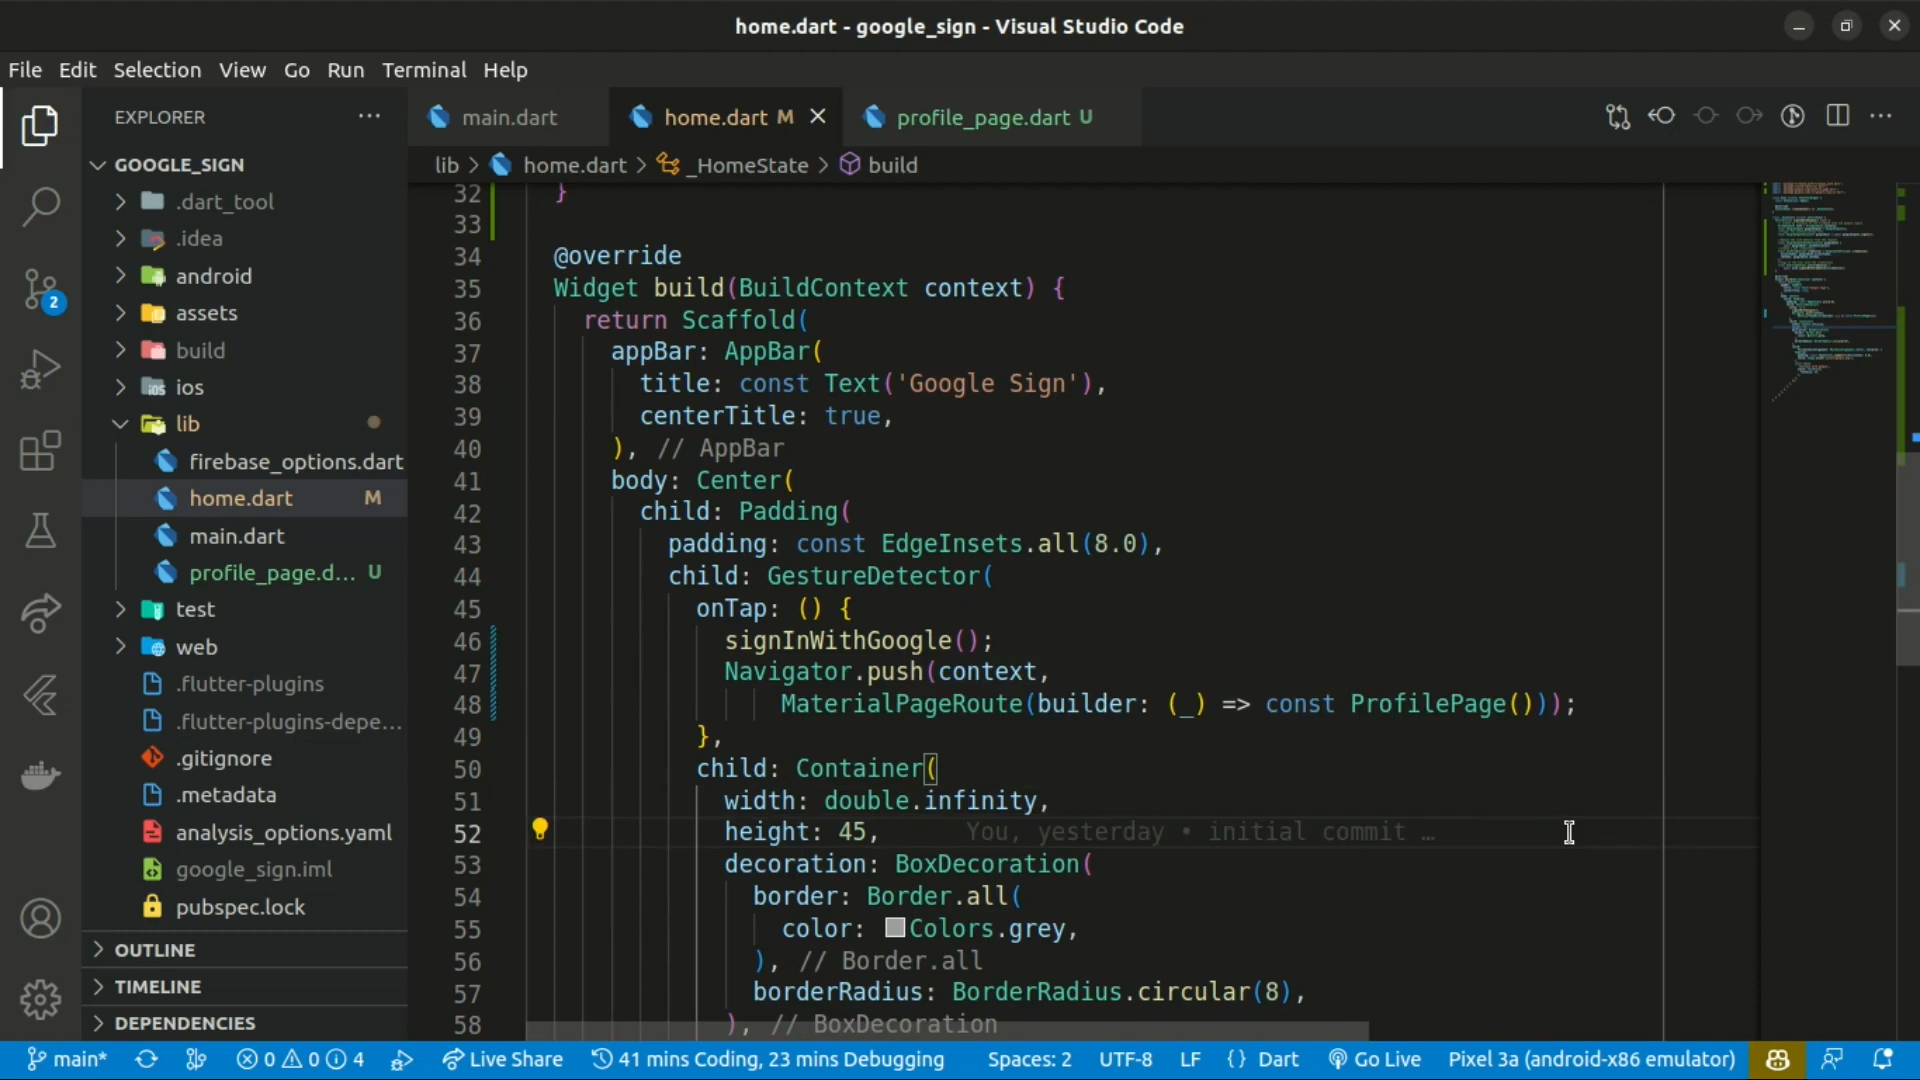 home.dart - google_sign - Visual Studio Code
File Edit Selection View Go Run Terminal Help
EXPLORER
GOOGLE_SIGN
.dart_tool
.idea
android
assets
build
ios
lib
firebase_options.dart
home.dart M
main.dart
profile_page.d... U
test
web
.flutter-plugins
.flutter-plugins-depe...
.gitignore
.metadata
analysis_options.yaml
google_sign.iml
pubspec.lock
OUTLINE
TIMELINE
DEPENDENCIES
2
main.dart home.dart M profile_page.dart U
lib > home.dart > _HomeState > build
32 }
33
34 @override
35 Widget build(BuildContext context) {
36 return Scaffold(
37 appBar: AppBar(
38 title: const Text('Google Sign'),
39 centerTitle: true,
40 ), // AppBar
41 body: Center(
42 child: Padding(
43 padding: const EdgeInsets.all(8.0),
44 child: GestureDetector(
45 onTap: () {
46 signInWithGoogle();
47 Navigator.push(context,
48 MaterialPageRoute(builder: (_) => const ProfilePage()));
49 },
50 child: Container(
51 width: double.infinity,
52 height: 45, You, yesterday • initial commit …
53 decoration: BoxDecoration(
54 border: Border.all(
55 color: Colors.grey,
56 ), // Border.all
57 borderRadius: BorderRadius.circular(8),
58 ), // BoxDecoration
main* 0 0 4 Live Share 41 mins Coding, 23 mins Debugging Spaces: 2 UTF-8 LF {} Dart Go Live Pixel 3a (android-x86 emulator)